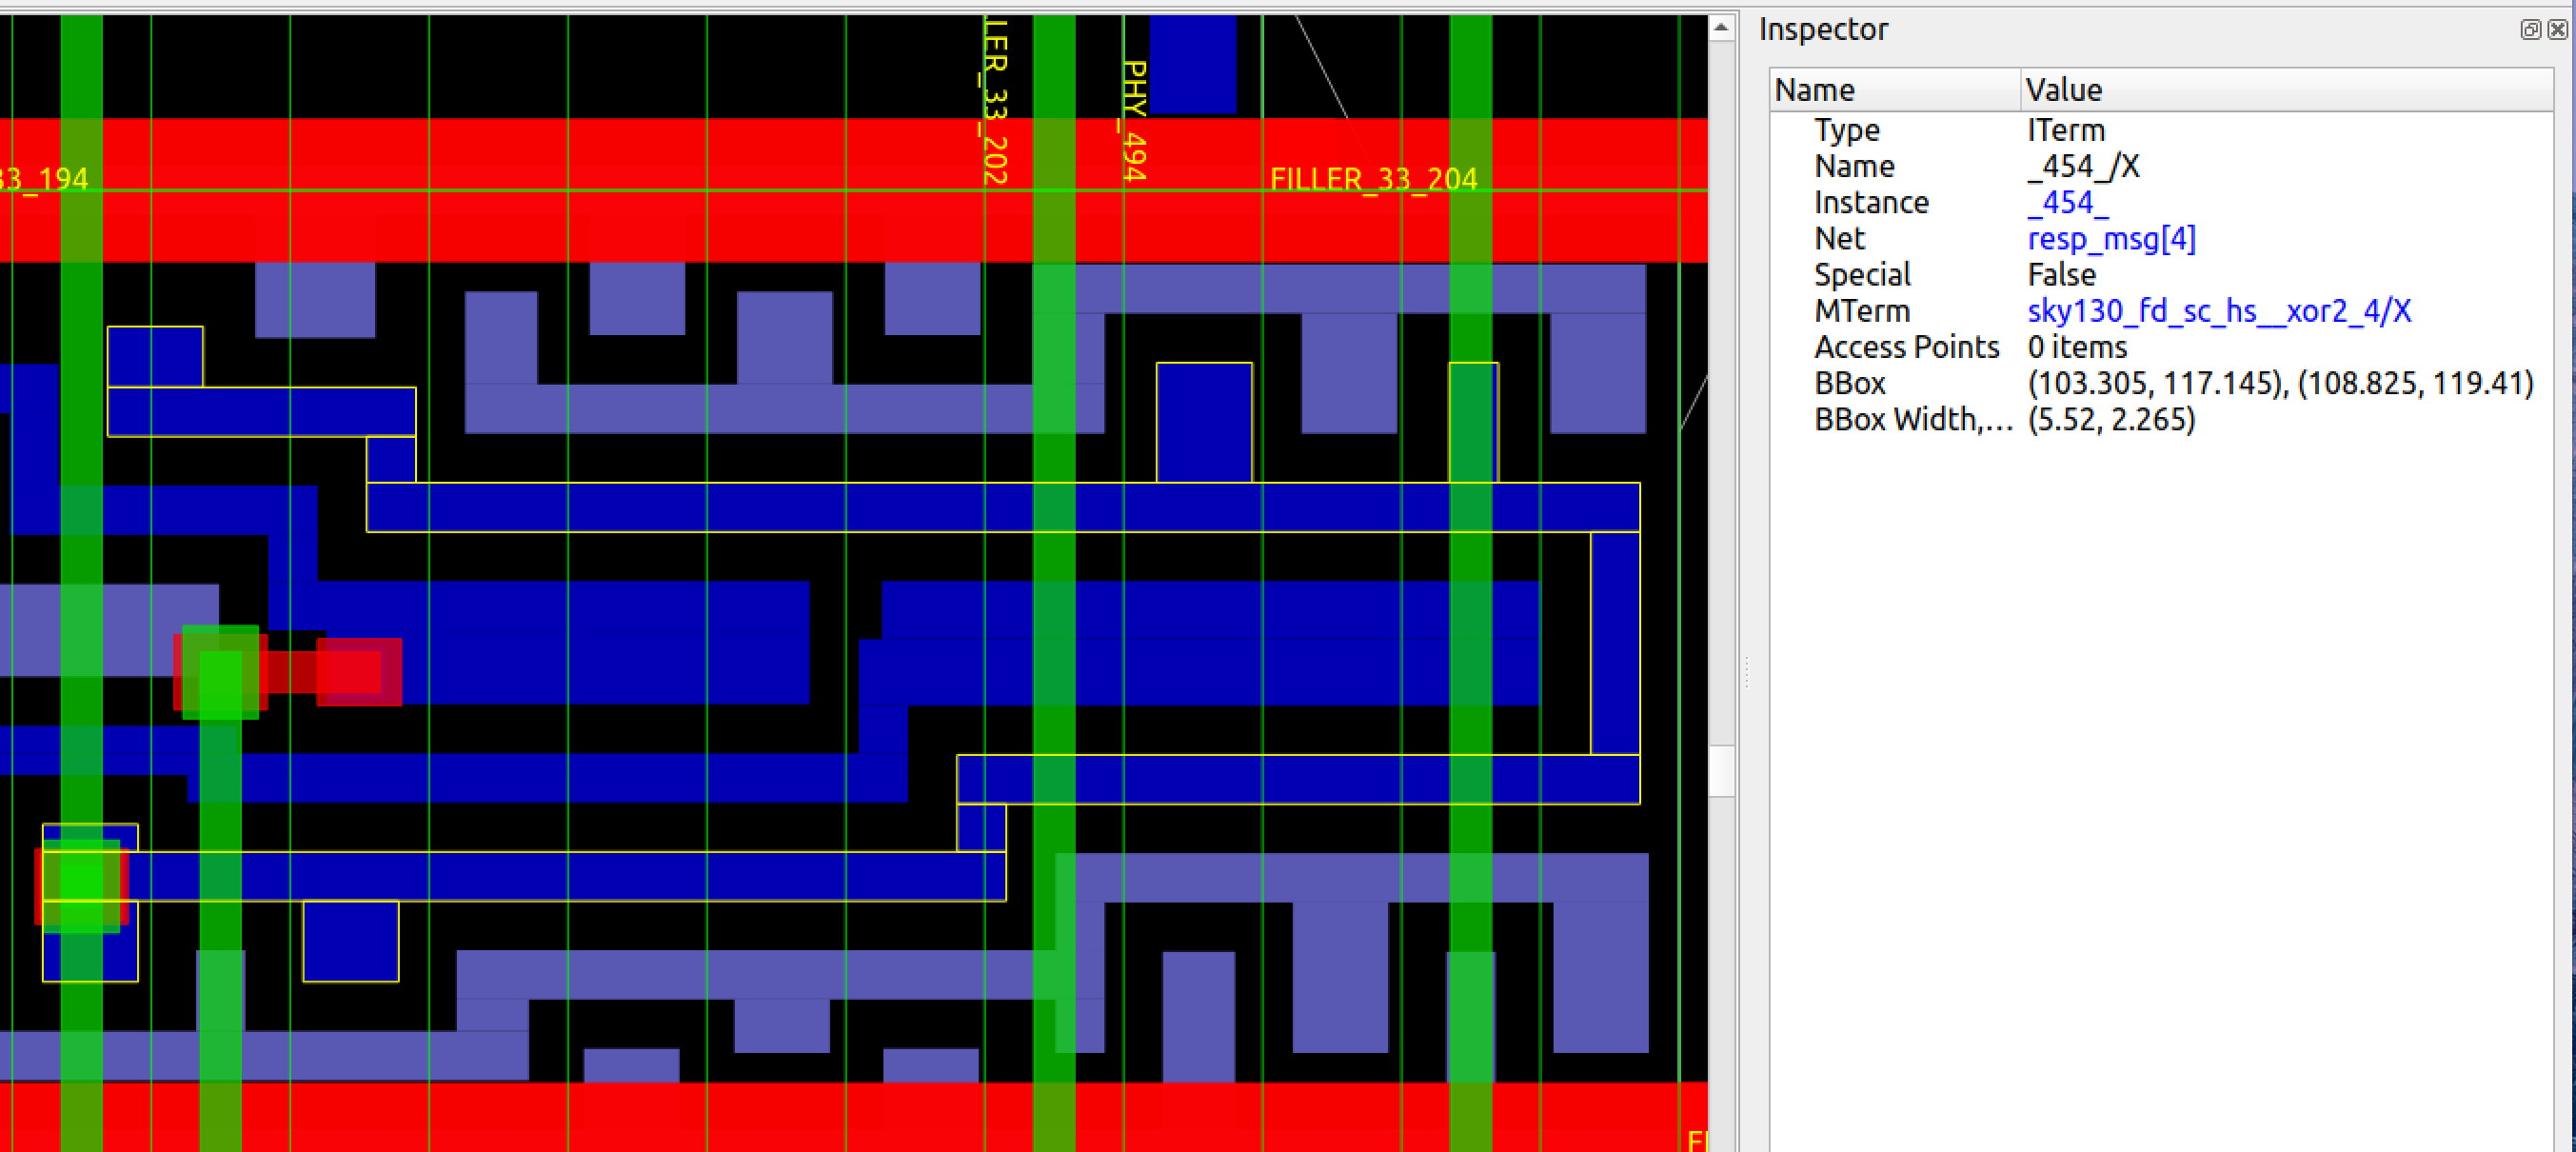 LER_33_202
PHY_494
33_194
FILLER_33_204
FI
Inspector
Name Value
Type ITerm
Name _454_/X
Instance _454_
Net resp_msg[4]
Special False
MTerm sky130_fd_sc_hs__xor2_4/X
Access Points 0 items
BBox (103.305, 117.145), (108.825, 119.41)
BBox Width,... (5.52, 2.265)